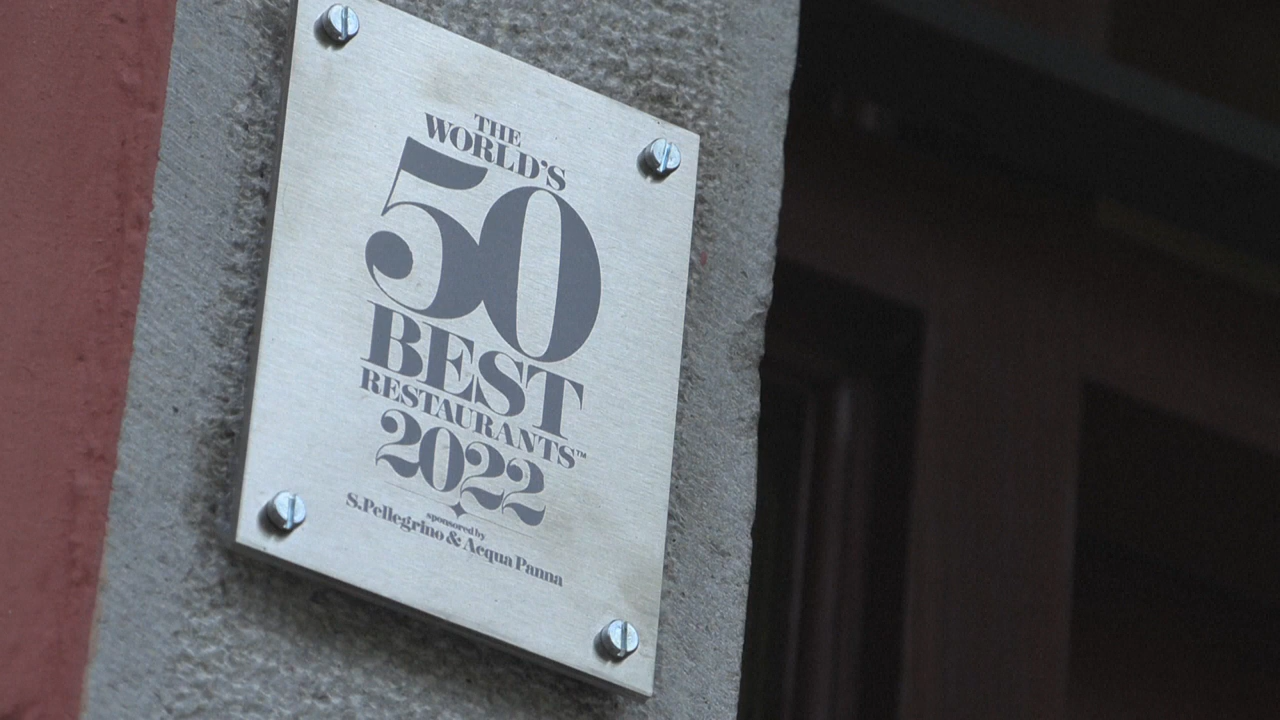 THE
WORLD'S
50
BEST
RESTAURANTS™
2022
sponsored by
S.Pellegrino & Acqua Panna